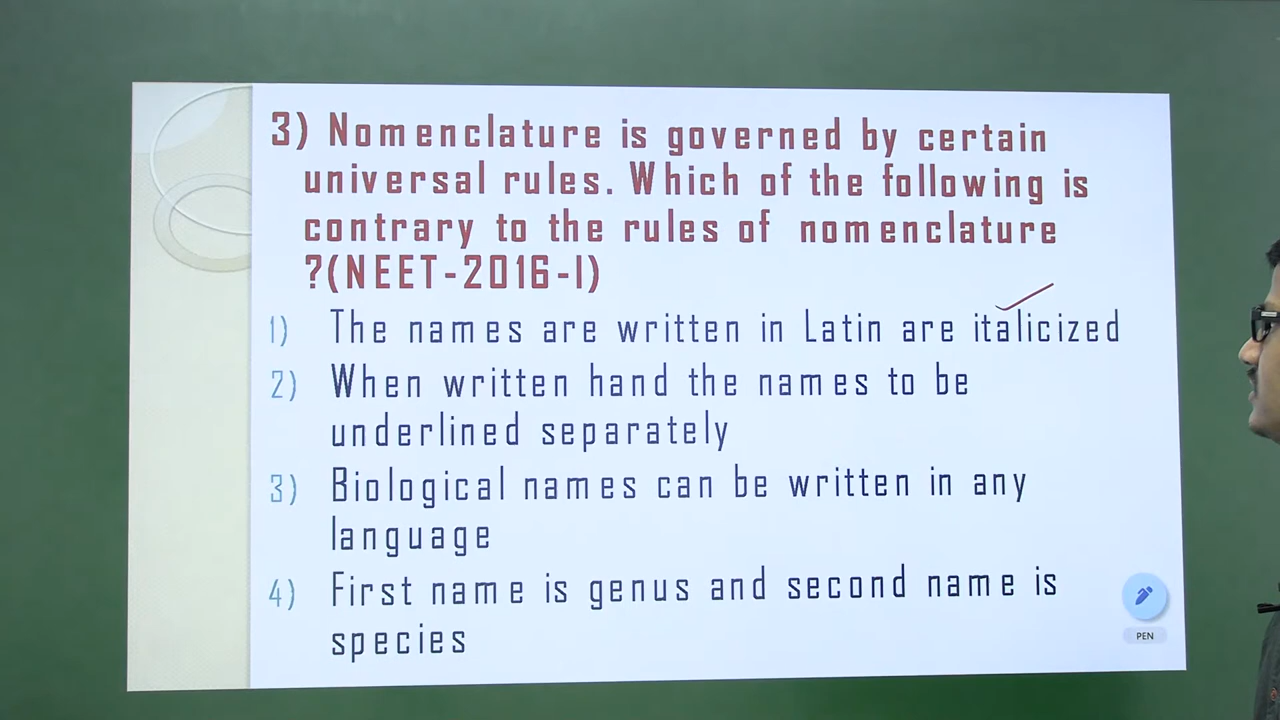 3) Nomenclature is governed by certain
universal rules. Which of the following is
contrary to the rules of nomenclature
?(NEET-2016-I)
1) The names are written in Latin are italicized
2) When written hand the names to be
underlined separately
3) Biological names can be written in any
language
4) First name is genus and second name is
species
PEN